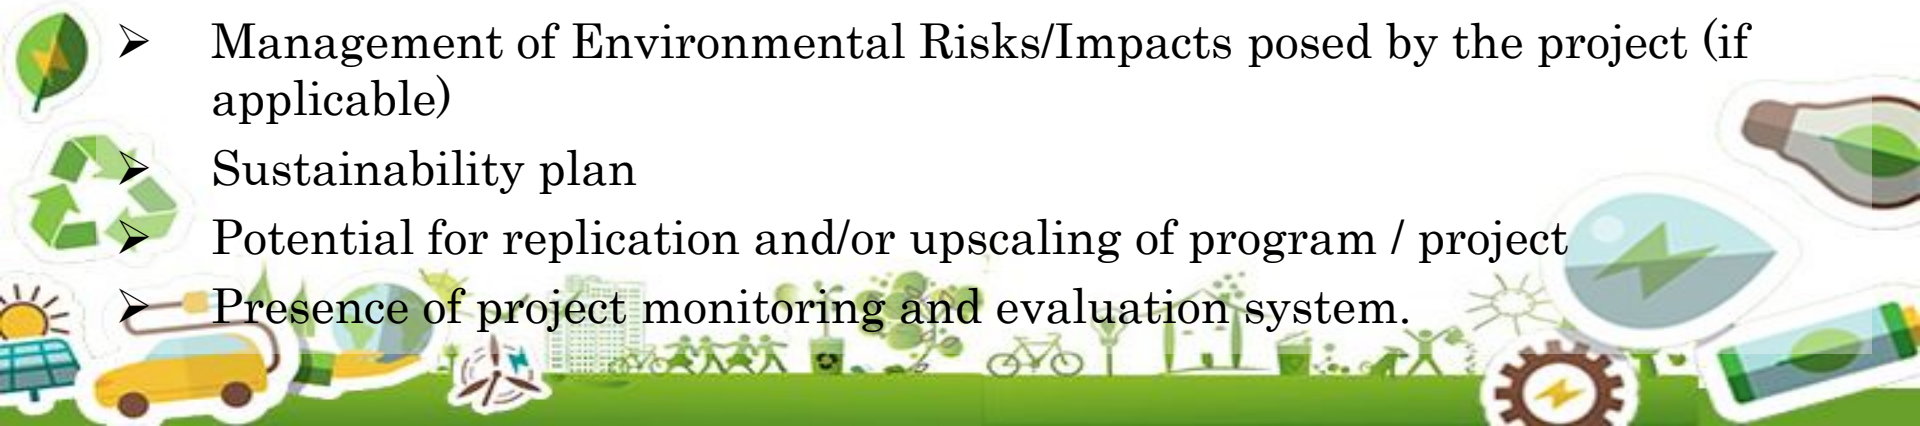 ➢ Management of Environmental Risks/Impacts posed by the project (if
applicable)
➢ Sustainability plan
➢ Potential for replication and/or upscaling of program / project
➢ Presence of project monitoring and evaluation system.